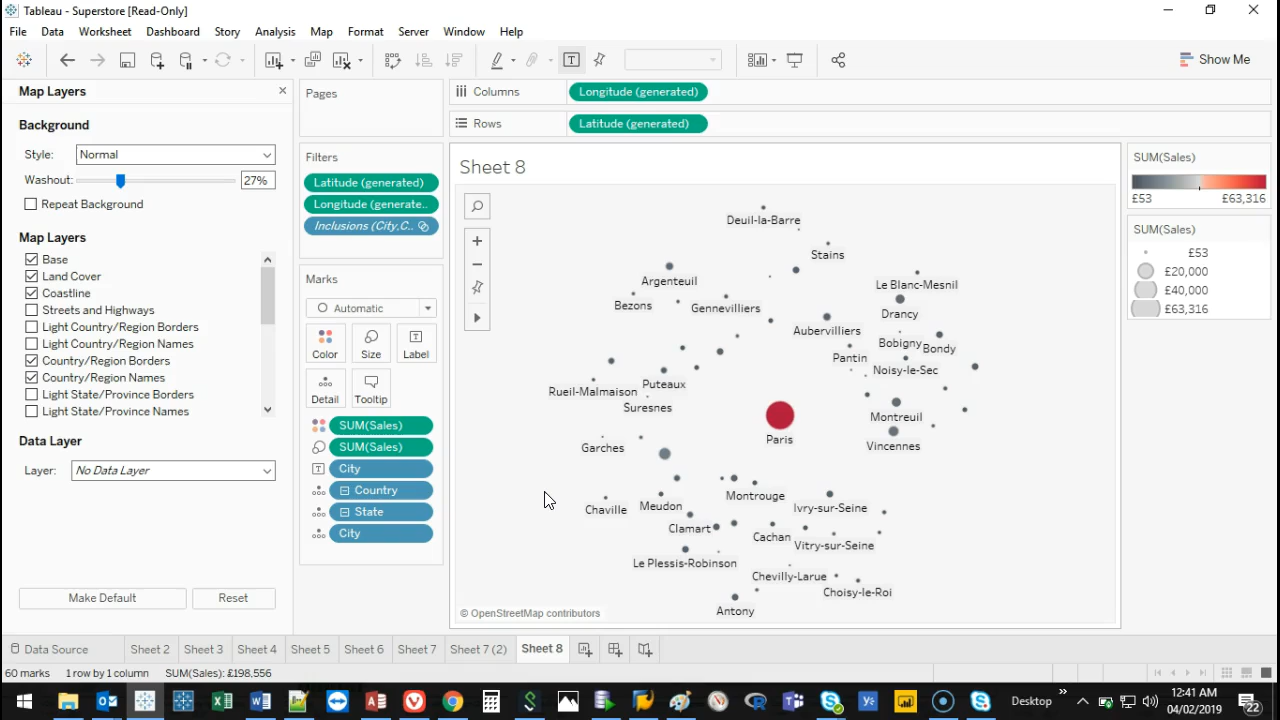 Tableau - Superstore [Read-Only]
File Data Worksheet Dashboard Story Analysis Map Format Server Window Help
Show Me
Map Layers
Background
Style: Normal
Washout: 27%
Repeat Background
Map Layers
Base
Land Cover
Coastline
Streets and Highways
Light Country/Region Borders
Light Country/Region Names
Country/Region Borders
Country/Region Names
Light State/Province Borders
Light State/Province Names
Data Layer
Layer: No Data Layer
Make Default Reset
Pages
Filters
Latitude (generated)
Longitude (generate..
Inclusions (City,C..
Marks
Automatic
Color Size Label
Detail Tooltip
SUM(Sales)
SUM(Sales)
City
Country
State
City
Columns Longitude (generated)
Rows Latitude (generated)
Sheet 8
Deuil-la-Barre
Stains
Argenteuil
Le Blanc-Mesnil
Bezons Gennevilliers
Drancy
Aubervilliers
Bobigny Bondy
Pantin
Noisy-le-Sec
Puteaux
Rueil-Malmaison
Suresnes
Montreuil
Paris
Garches
Vincennes
Montrouge
Chaville Meudon
Ivry-sur-Seine
Clamart
Cachan
Vitry-sur-Seine
Le Plessis-Robinson
Chevilly-Larue
Choisy-le-Roi
Antony
© OpenStreetMap contributors
SUM(Sales)
£53 £63,316
SUM(Sales)
£53
£20,000
£40,000
£63,316
Data Source Sheet 2 Sheet 3 Sheet 4 Sheet 5 Sheet 6 Sheet 7 Sheet 7 (2) Sheet 8
60 marks 1 row by 1 column SUM(Sales): £198,556
Desktop
12:41 AM
04/02/2019
22